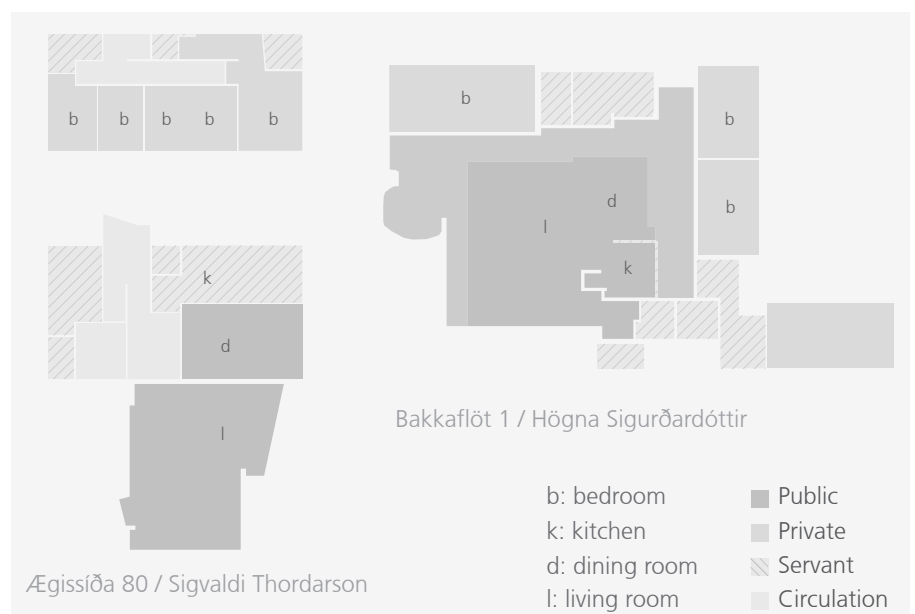 b b b b b
k
d
l
Ægissíða 80 / Sigvaldi Thordarson
b
b
d
b
l
k
Bakkaflöt 1 / Högna Sigurðardóttir
b: bedroom
k: kitchen
d: dining room
l: living room
Public
Private
Servant
Circulation